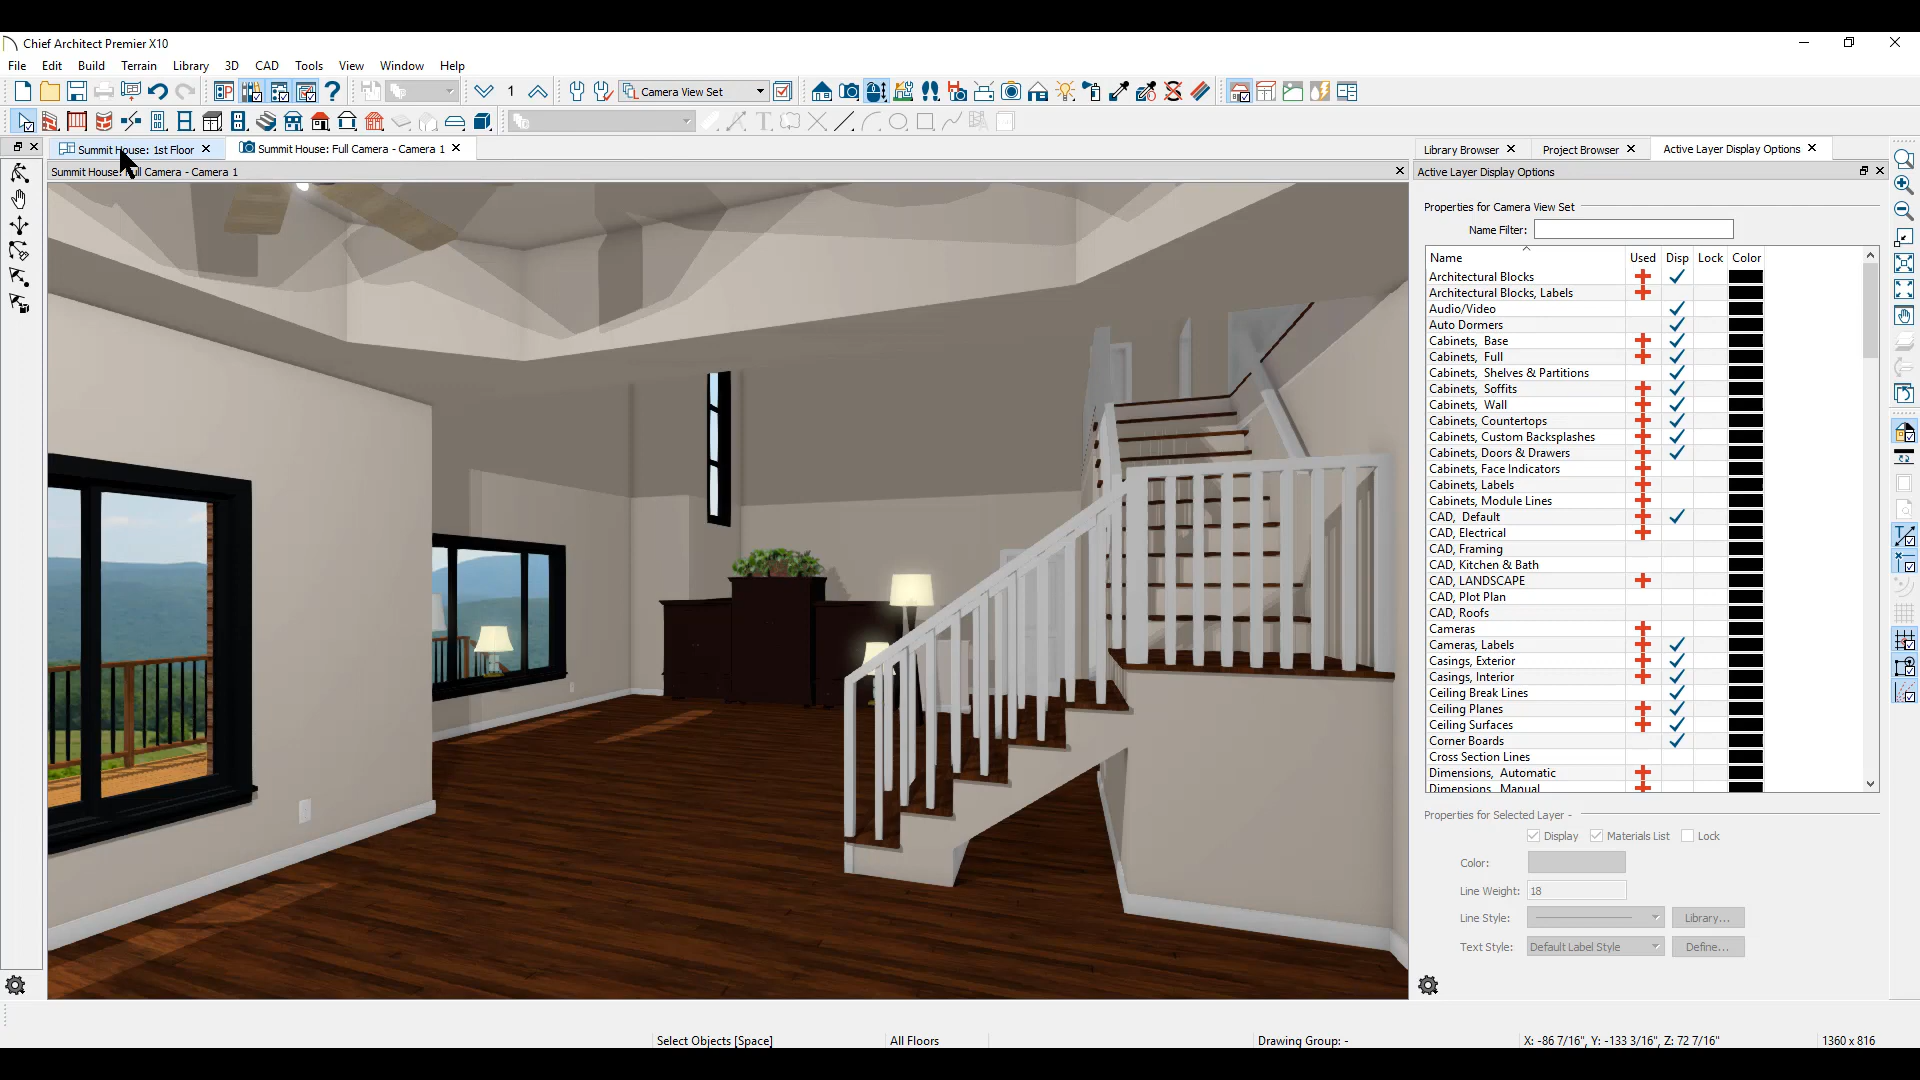 Chief Architect Premier X10
File Edit Build Terrain Library 3D CAD Tools View Window Help
1 Camera View Set
Summit House: 1st Floor
Summit House: Full Camera - Camera 1
Library Browser
Project Browser
Active Layer Display Options
Summit House: Full Camera - Camera 1
Active Layer Display Options
Properties for Camera View Set
Name Filter:
Name Used Disp Lock Color
Architectural Blocks
Architectural Blocks, Labels
Audio/Video
Auto Dormers
Cabinets, Base
Cabinets, Full
Cabinets, Shelves & Partitions
Cabinets, Soffits
Cabinets, Wall
Cabinets, Countertops
Cabinets, Custom Backsplashes
Cabinets, Doors & Drawers
Cabinets, Face Indicators
Cabinets, Labels
Cabinets, Module Lines
CAD, Default
CAD, Electrical
CAD, Framing
CAD, Kitchen & Bath
CAD, LANDSCAPE
CAD, Plot Plan
CAD, Roofs
Cameras
Cameras, Labels
Casings, Exterior
Casings, Interior
Ceiling Break Lines
Ceiling Planes
Ceiling Surfaces
Corner Boards
Cross Section Lines
Dimensions, Automatic
Dimensions, Manual
Properties for Selected Layer -
Display Materials List Lock
Color:
Line Weight: 18
Line Style: Library...
Text Style: Default Label Style Define...
Select Objects [Space] All Floors Drawing Group: - X: -86 7/16", Y: -133 3/16", Z: 72 7/16" 1360 x 816